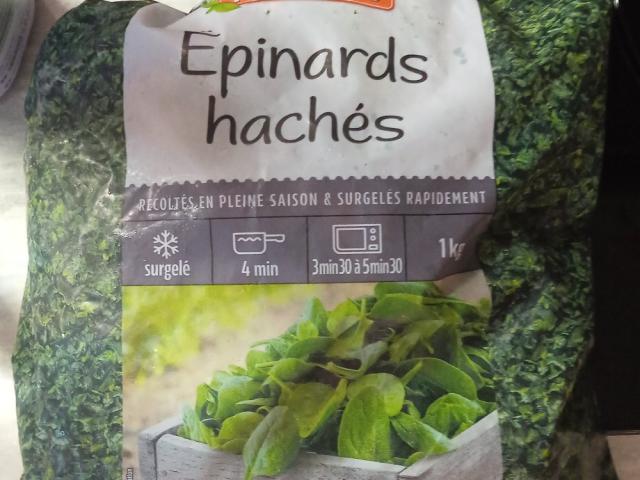 Epinards
hachés
RÉCOLTÉS EN PLEINE SAISON & SURGELÉS RAPIDEMENT
surgelé
4 min
3min30 à 5min30
1kg